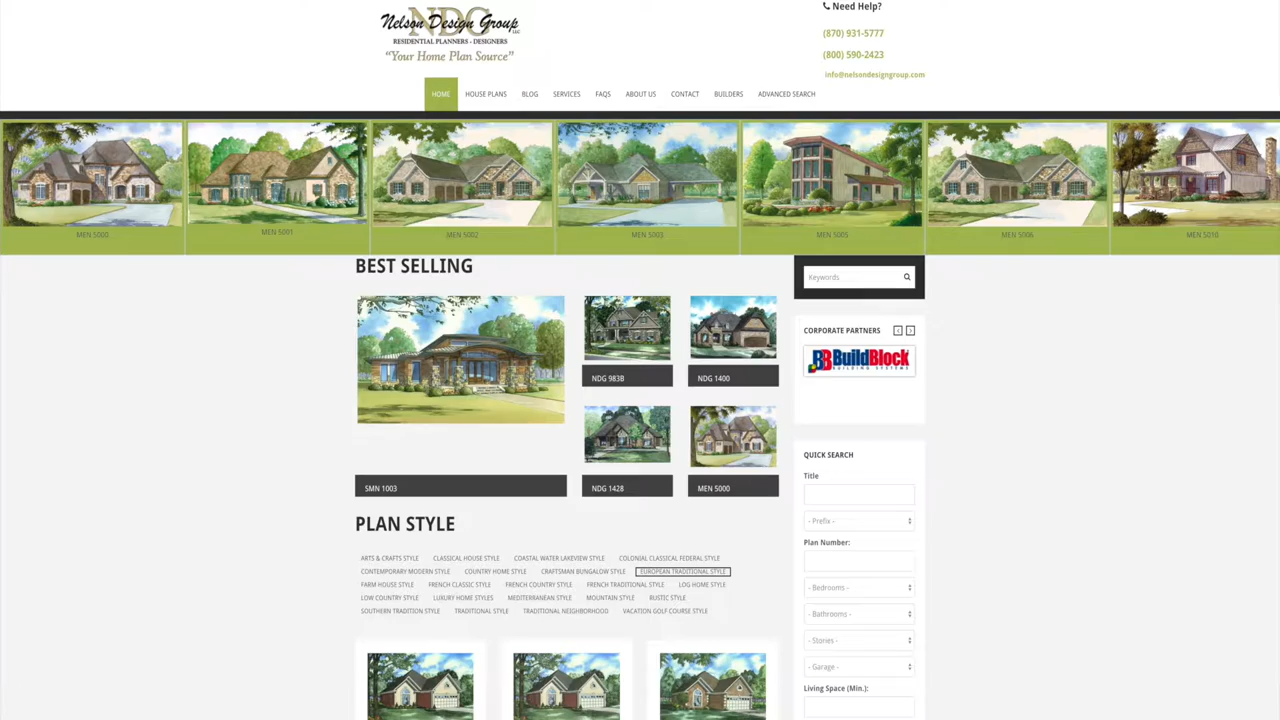 NDG
Nelson Design Group LLC
RESIDENTIAL PLANNERS - DESIGNERS
"Your Home Plan Source"
Need Help?
(870) 931-5777
(800) 590-2423
info@nelsondesigngroup.com
HOME HOUSE PLANS BLOG SERVICES FAQS ABOUT US CONTACT BUILDERS ADVANCED SEARCH
MEN 5000 MEN 5001 MEN 5002 MEN 5003 MEN 5005 MEN 5006 MEN 5010
BEST SELLING
NDG 983B NDG 1400
SMN 1003 NDG 1428 MEN 5000
PLAN STYLE
ARTS & CRAFTS STYLE CLASSICAL HOUSE STYLE COASTAL WATER LAKEVIEW STYLE COLONIAL CLASSICAL FEDERAL STYLE
CONTEMPORARY MODERN STYLE COUNTRY HOME STYLE CRAFTSMAN BUNGALOW STYLE EUROPEAN TRADITIONAL STYLE
FARM HOUSE STYLE FRENCH CLASSIC STYLE FRENCH COUNTRY STYLE FRENCH TRADITIONAL STYLE LOG HOME STYLE
LOW COUNTRY STYLE LUXURY HOME STYLES MEDITERRANEAN STYLE MOUNTAIN STYLE RUSTIC STYLE
SOUTHERN TRADITION STYLE TRADITIONAL STYLE TRADITIONAL NEIGHBORHOOD VACATION GOLF COURSE STYLE
Keywords
CORPORATE PARTNERS
BB BuildBlock
BUILDING SYSTEMS
QUICK SEARCH
Title
- Prefix -
Plan Number:
- Bedrooms -
- Bathrooms -
- Stories -
- Garage -
Living Space (Min.):